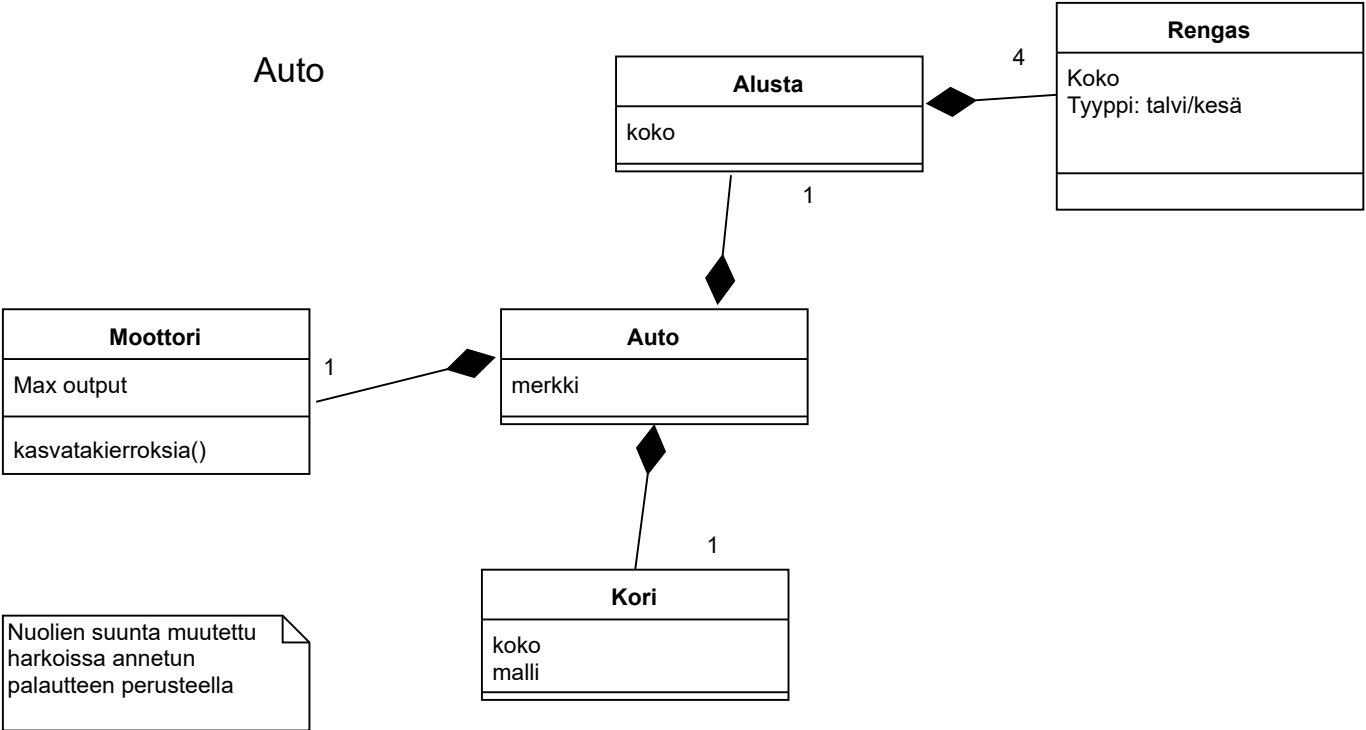 Auto
Alusta
koko
4
Rengas
Koko
Tyyppi: talvi/kesä
1
Moottori
Max output
kasvatakierroksia()
1
Auto
merkki
1
Kori
koko
malli
Nuolien suunta muutettu
harkoissa annetun
palautteen perusteella